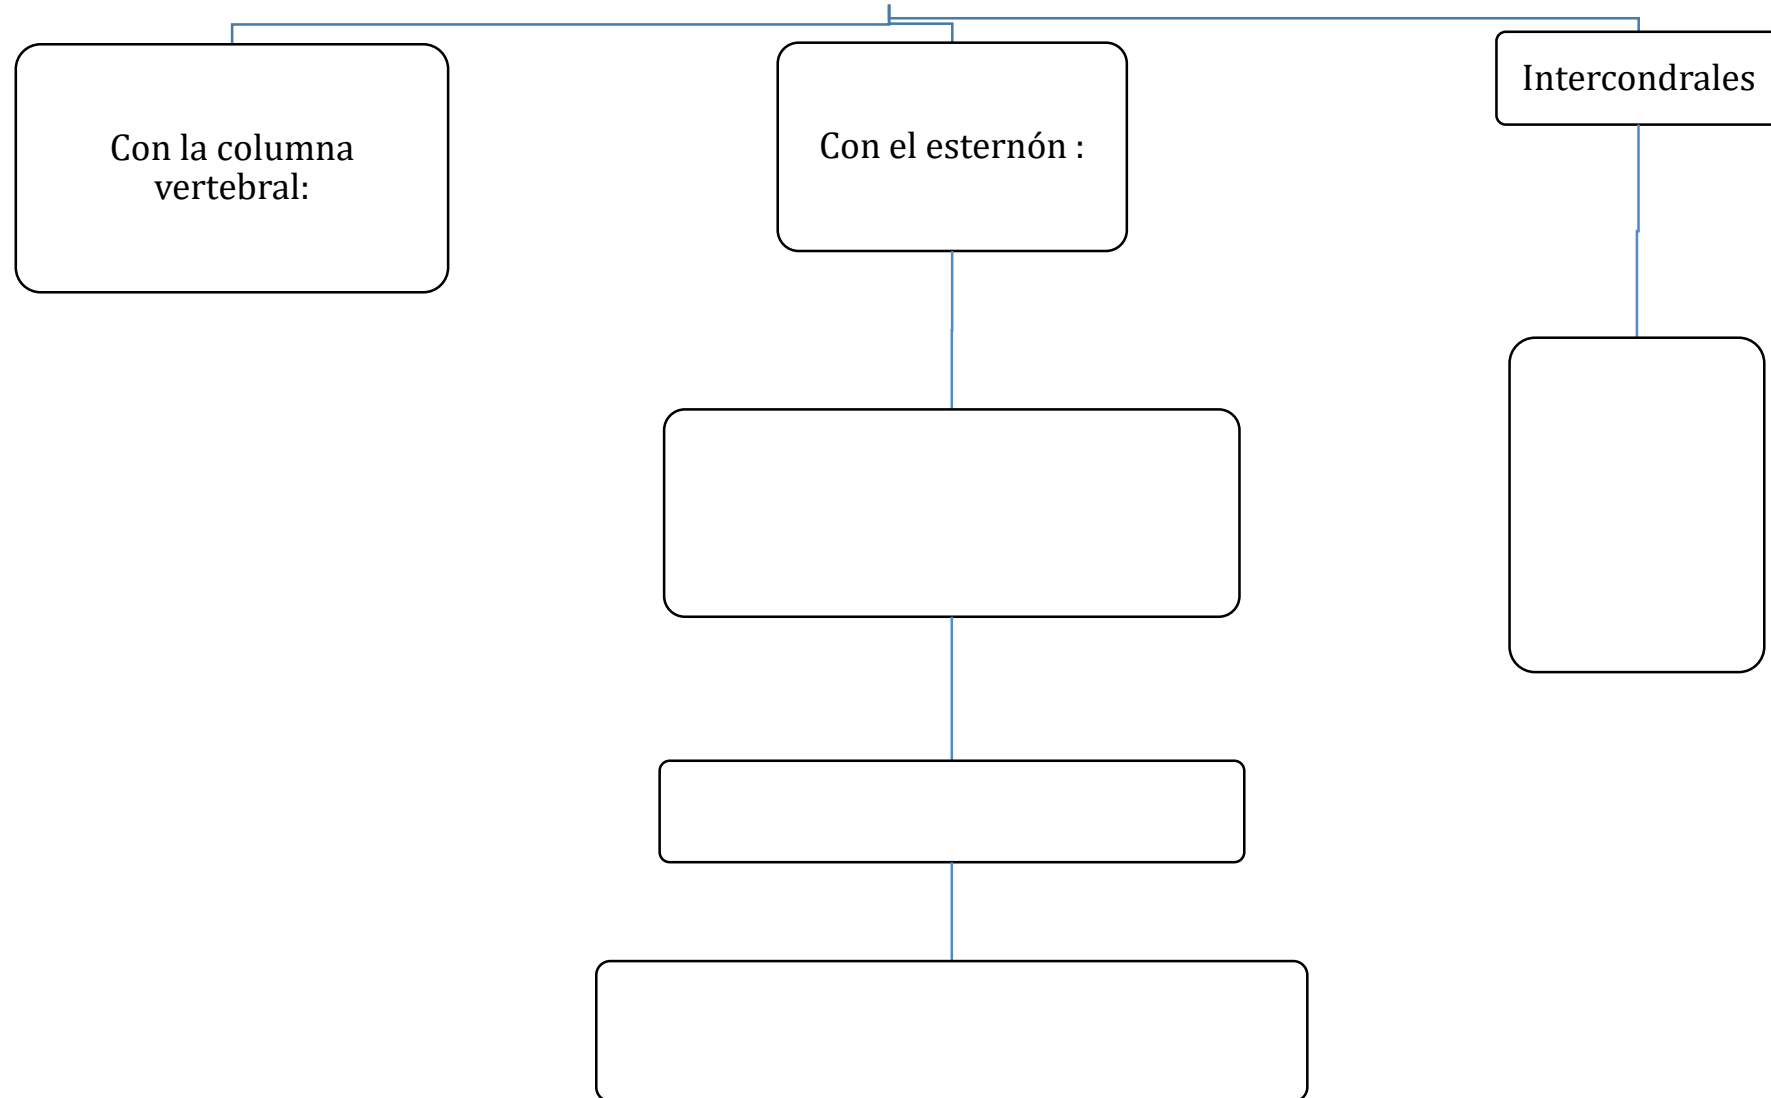 Con la columna
vertebral:
Con el esternón :
Intercondrales